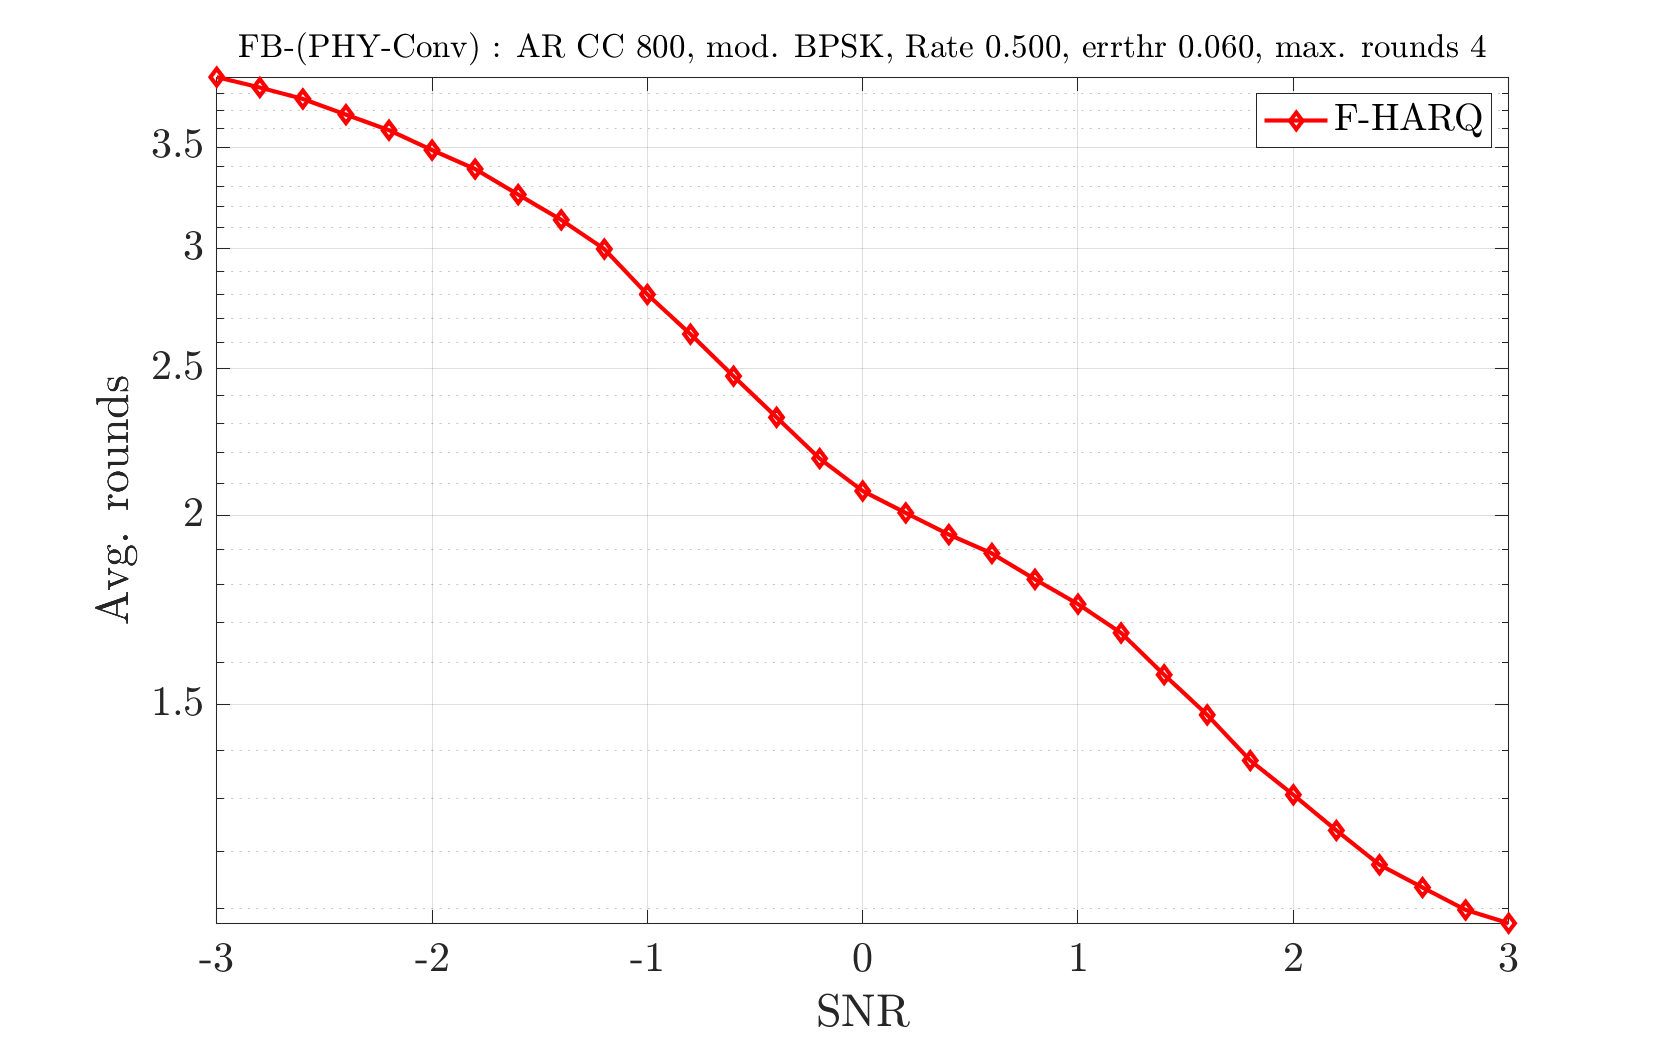 FB-(PHY-Conv) : AR CC 800, mod. BPSK, Rate 0.500, errthr 0.060, max. rounds 4
F-HARQ
3.5
3
2.5
2
1.5
Avg. rounds
-3 -2 -1 0 1 2 3
SNR